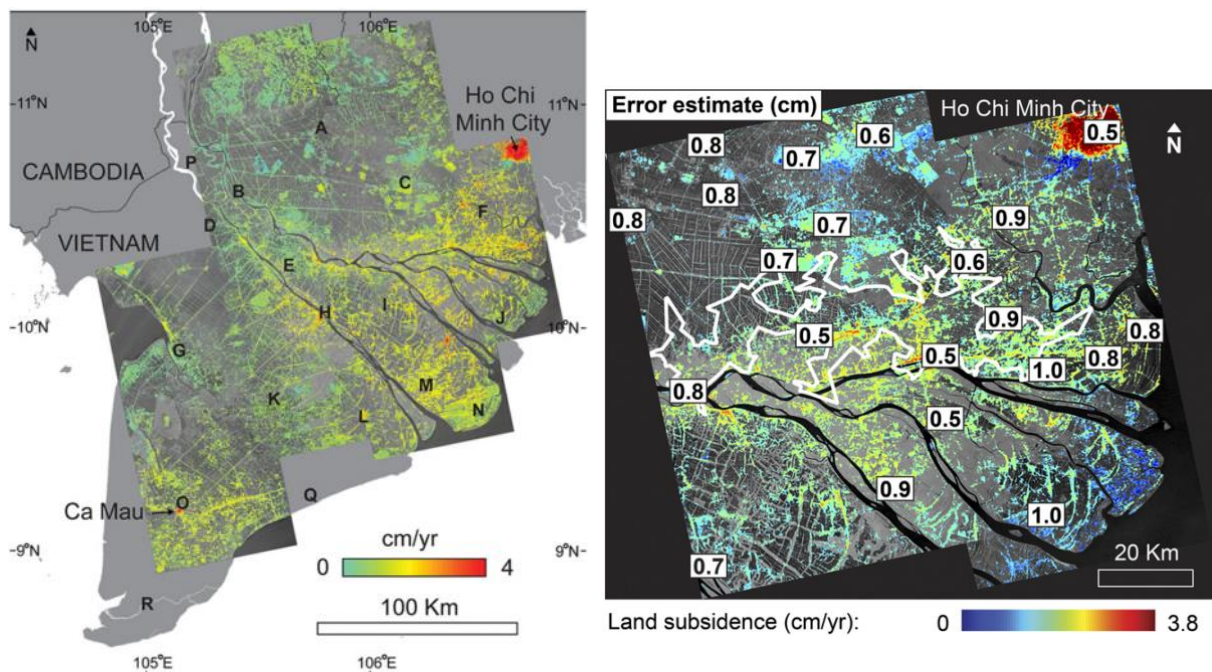 105°E
106°E
N
11°N
11°N
Ho Chi
Minh City
A
CAMBODIA
P
B
C
VIETNAM
D
F
E
10°N
H
I
J
10°N
G
K
L
M
N
O
Q
Ca Mau
9°N
cm/yr
0
4
9°N
100 Km
R
105°E
106°E
Error estimate (cm)
Ho Chi Minh City
N
0.8
0.6
0.5
0.7
0.8
0.8
0.7
0.9
0.7
0.6
0.5
0.9
0.8
0.5
0.8
0.8
1.0
0.5
0.9
1.0
0.7
20 Km
Land subsidence (cm/yr):
0
3.8